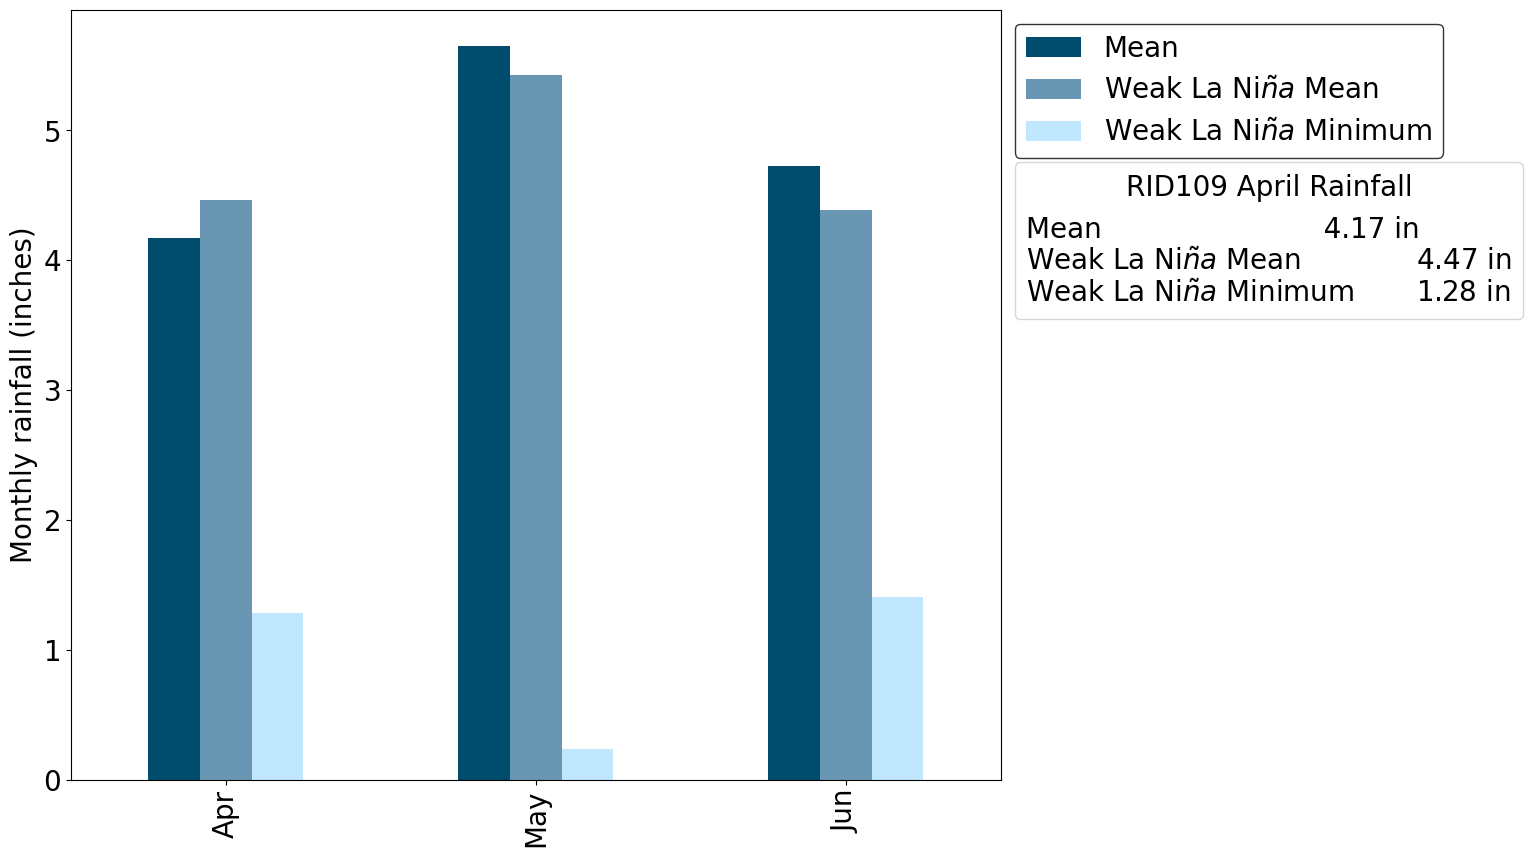 Mean
Weak La Niña Mean
Weak La Niña Minimum
RID109 April Rainfall
Mean 4.17 in
Weak La Niña Mean 4.47 in
Weak La Niña Minimum 1.28 in
Monthly rainfall (inches)
5
4
3
2
1
0
Apr
May
Jun